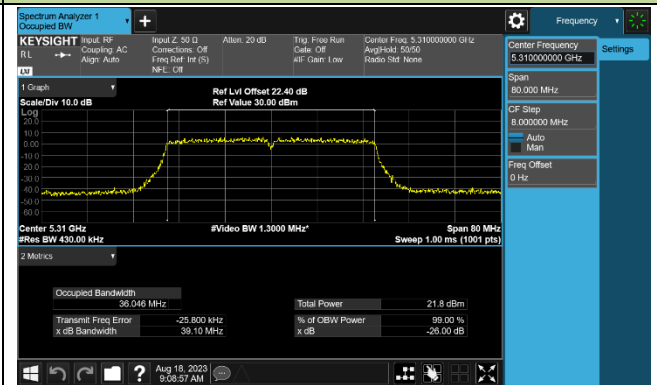 Spectrum Analyzer 1
Occupied BW
+
Frequency
KEYSIGHT
Input: RF
Input Z: 50 Ω
Atten: 20 dB
Trig: Free Run
Center Freq: 5.310000000 GHz
RL
Coupling: AC
Corrections: Off
Gate: Off
Avg|Hold: 50/50
Align: Auto
Freq Ref: Int (S)
#IF Gain: Low
Radio Std: None
NFE: Off
LXI
Center Frequency
5.310000000 GHz
Settings
Span
80.000 MHz
CF Step
8.000000 MHz
Auto
Man
Freq Offset
0 Hz
1 Graph
Ref Lvl Offset 22.40 dB
Scale/Div 10.0 dB
Ref Value 30.00 dBm
Log
20.0
10.0
0.00
-10.0
-20.0
-30.0
-40.0
-50.0
-60.0
Center 5.31 GHz
#Video BW 1.3000 MHz*
Span 80 MHz
#Res BW 430.00 kHz
Sweep 1.00 ms (1001 pts)
2 Metrics
Occupied Bandwidth
36.046 MHz
Total Power
21.8 dBm
Transmit Freq Error
-25.800 kHz
% of OBW Power
99.00 %
x dB Bandwidth
39.10 MHz
x dB
-26.00 dB
?
Aug 18, 2023
9:08:57 AM